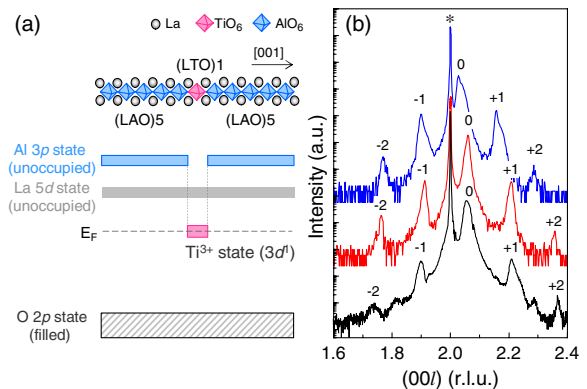 (a)
La TiO6 AlO6
(LTO)1 [001]
(LAO)5 (LAO)5
Al 3p state
(unoccupied)
La 5d state
(unoccupied)
EF
Ti3+ state (3d1)
O 2p state
(filled)
(b)
Intensity (a.u.)
*
0
-1 +1
-2 +2
0
-1 +1
-2 +2
0
-1 +1
-2 +2
1.6 1.8 2.0 2.2 2.4
(00l) (r.l.u.)